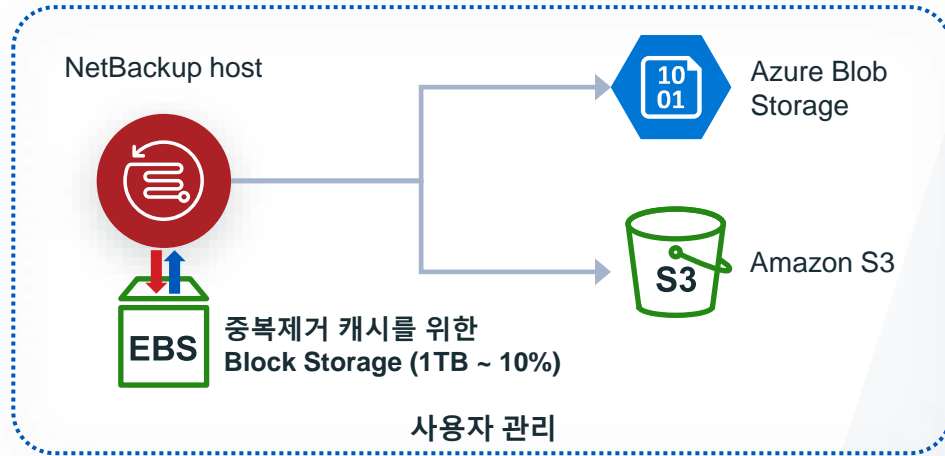 NetBackup host
10
01
Azure Blob
Storage
S3
Amazon S3
EBS
중복제거 캐시를 위한
Block Storage (1TB ~ 10%)
사용자 관리